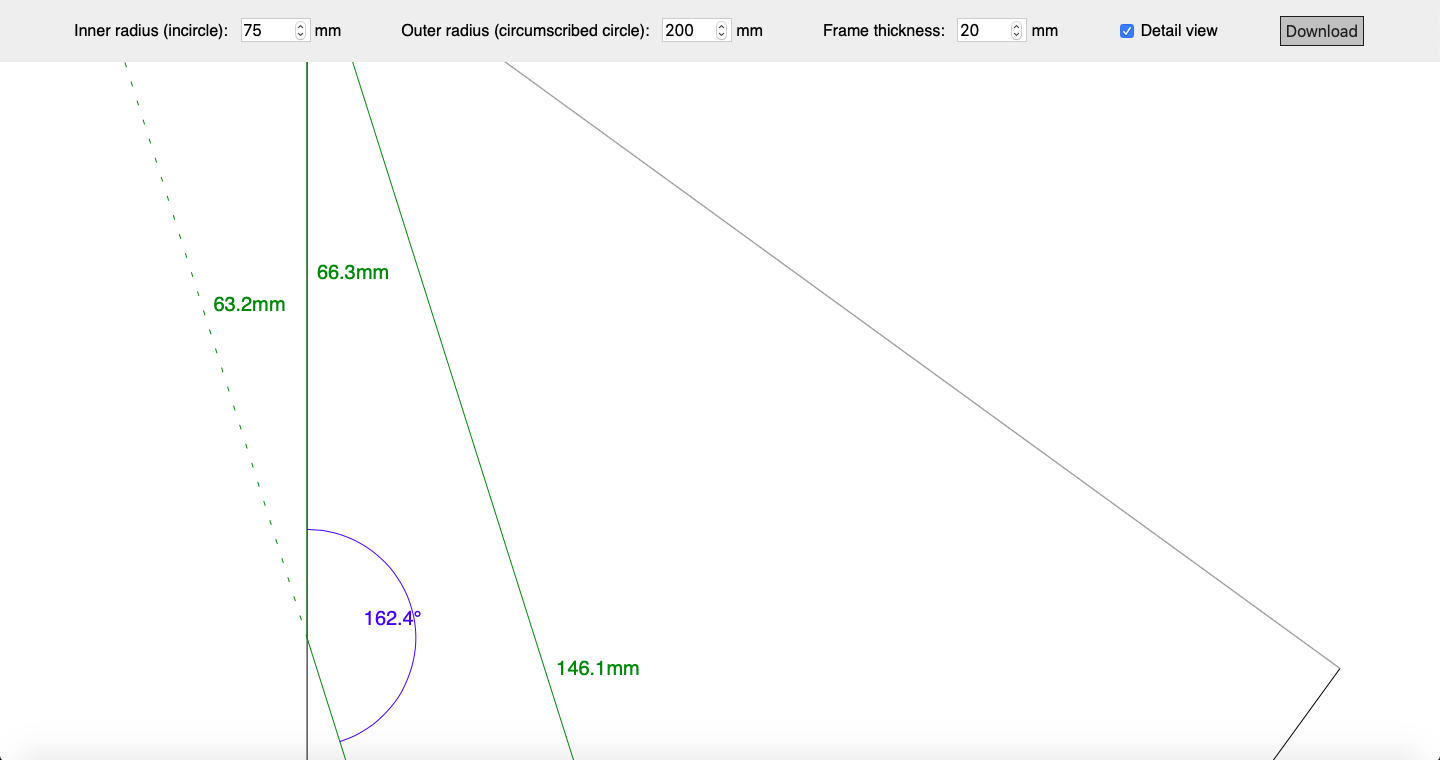 Inner radius (incircle): 75 mm Outer radius (circumscribed circle): 200 mm Frame thickness: 20 mm Detail view Download
66.3mm
63.2mm
162.4°
146.1mm